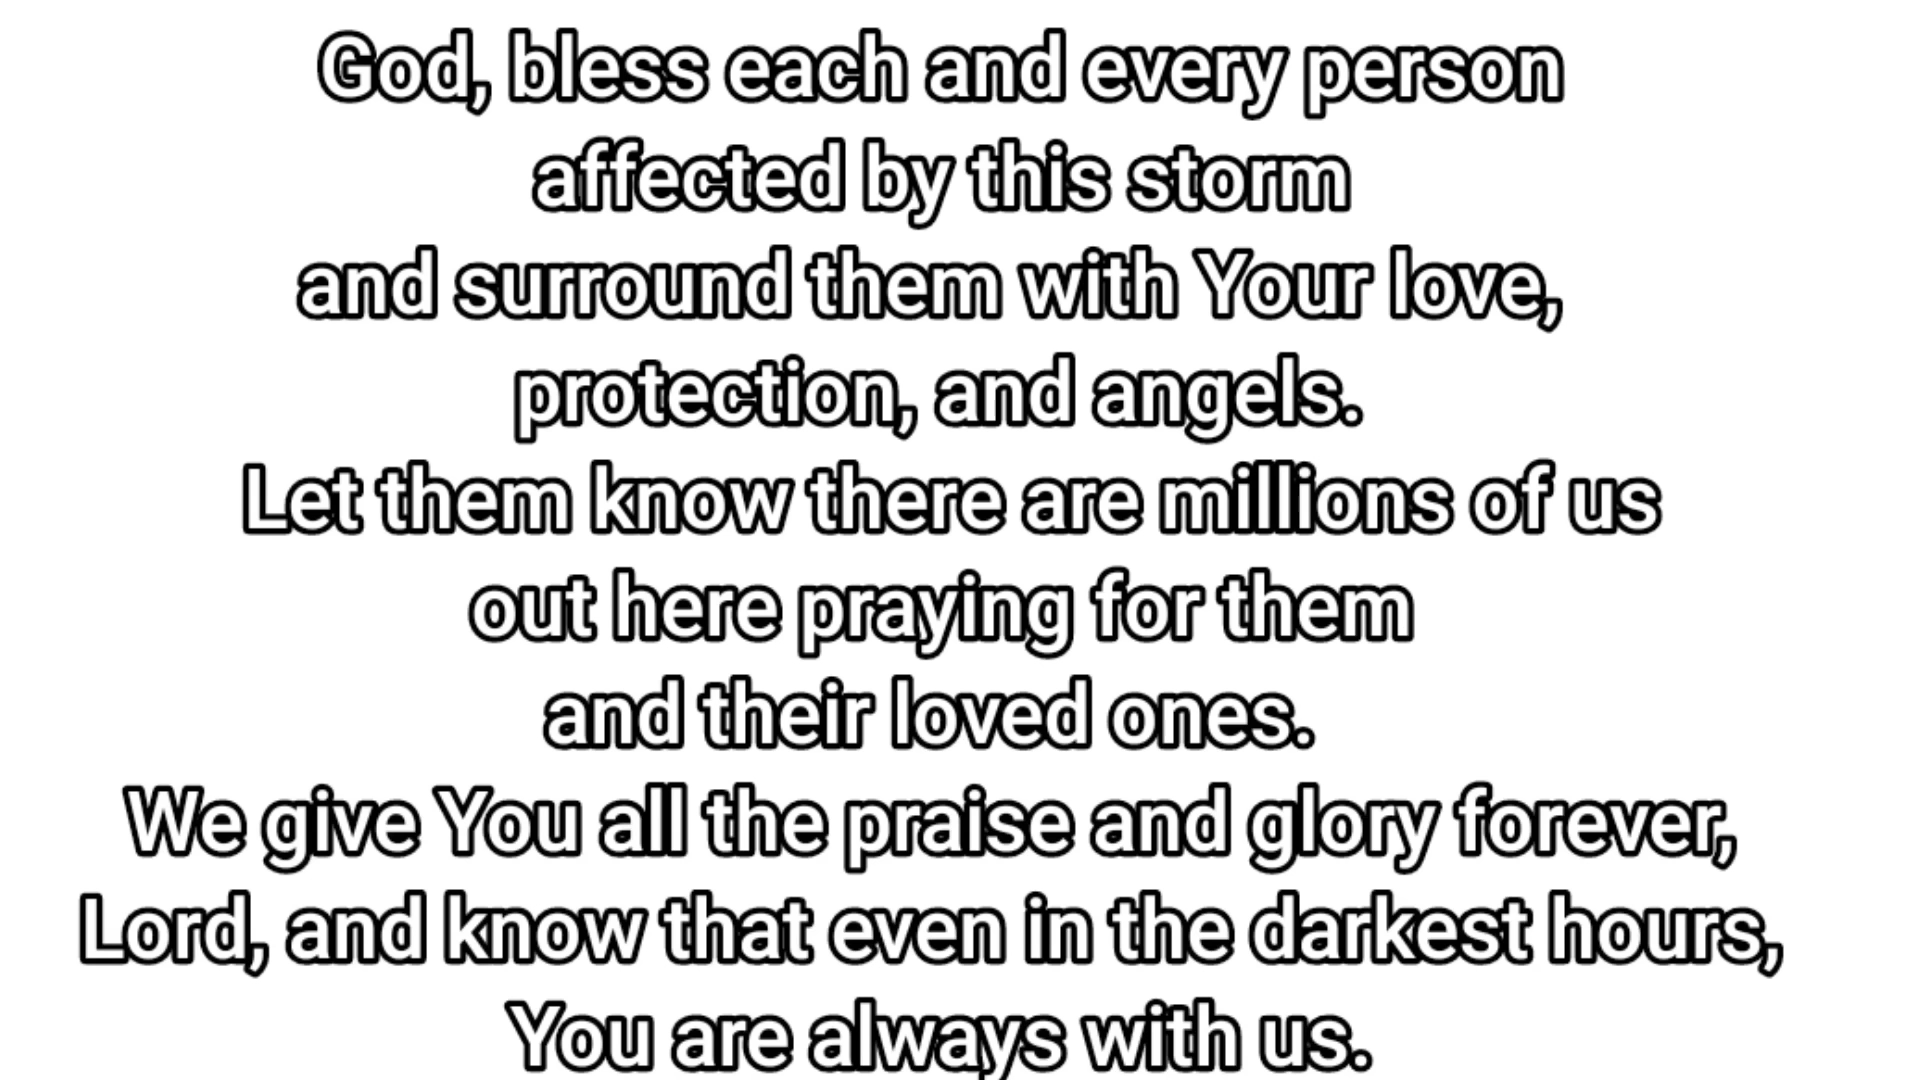 God, bless each and every person
affected by this storm
and surround them with Your love,
protection, and angels.
Let them know there are millions of us
out here praying for them
and their loved ones.
We give You all the praise and glory forever,
Lord, and know that even in the darkest hours,
You are always with us.